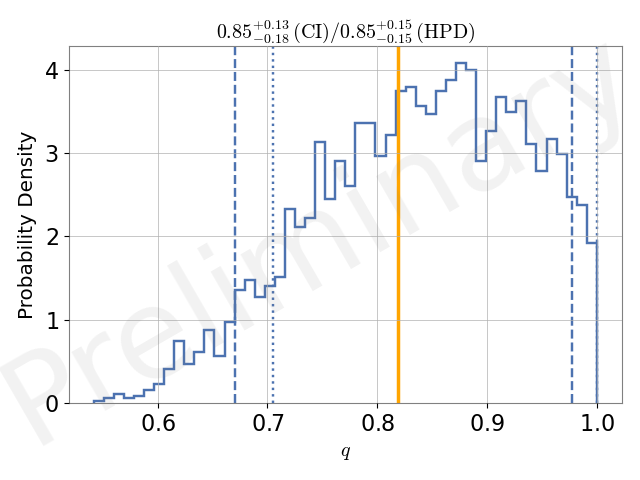 0.85^{+0.13}_{-0.18} (CI)/0.85^{+0.15}_{-0.15} (HPD)
Probability Density
4
3
2
1
0
0.6 0.7 0.8 0.9 1.0
q
Preliminary